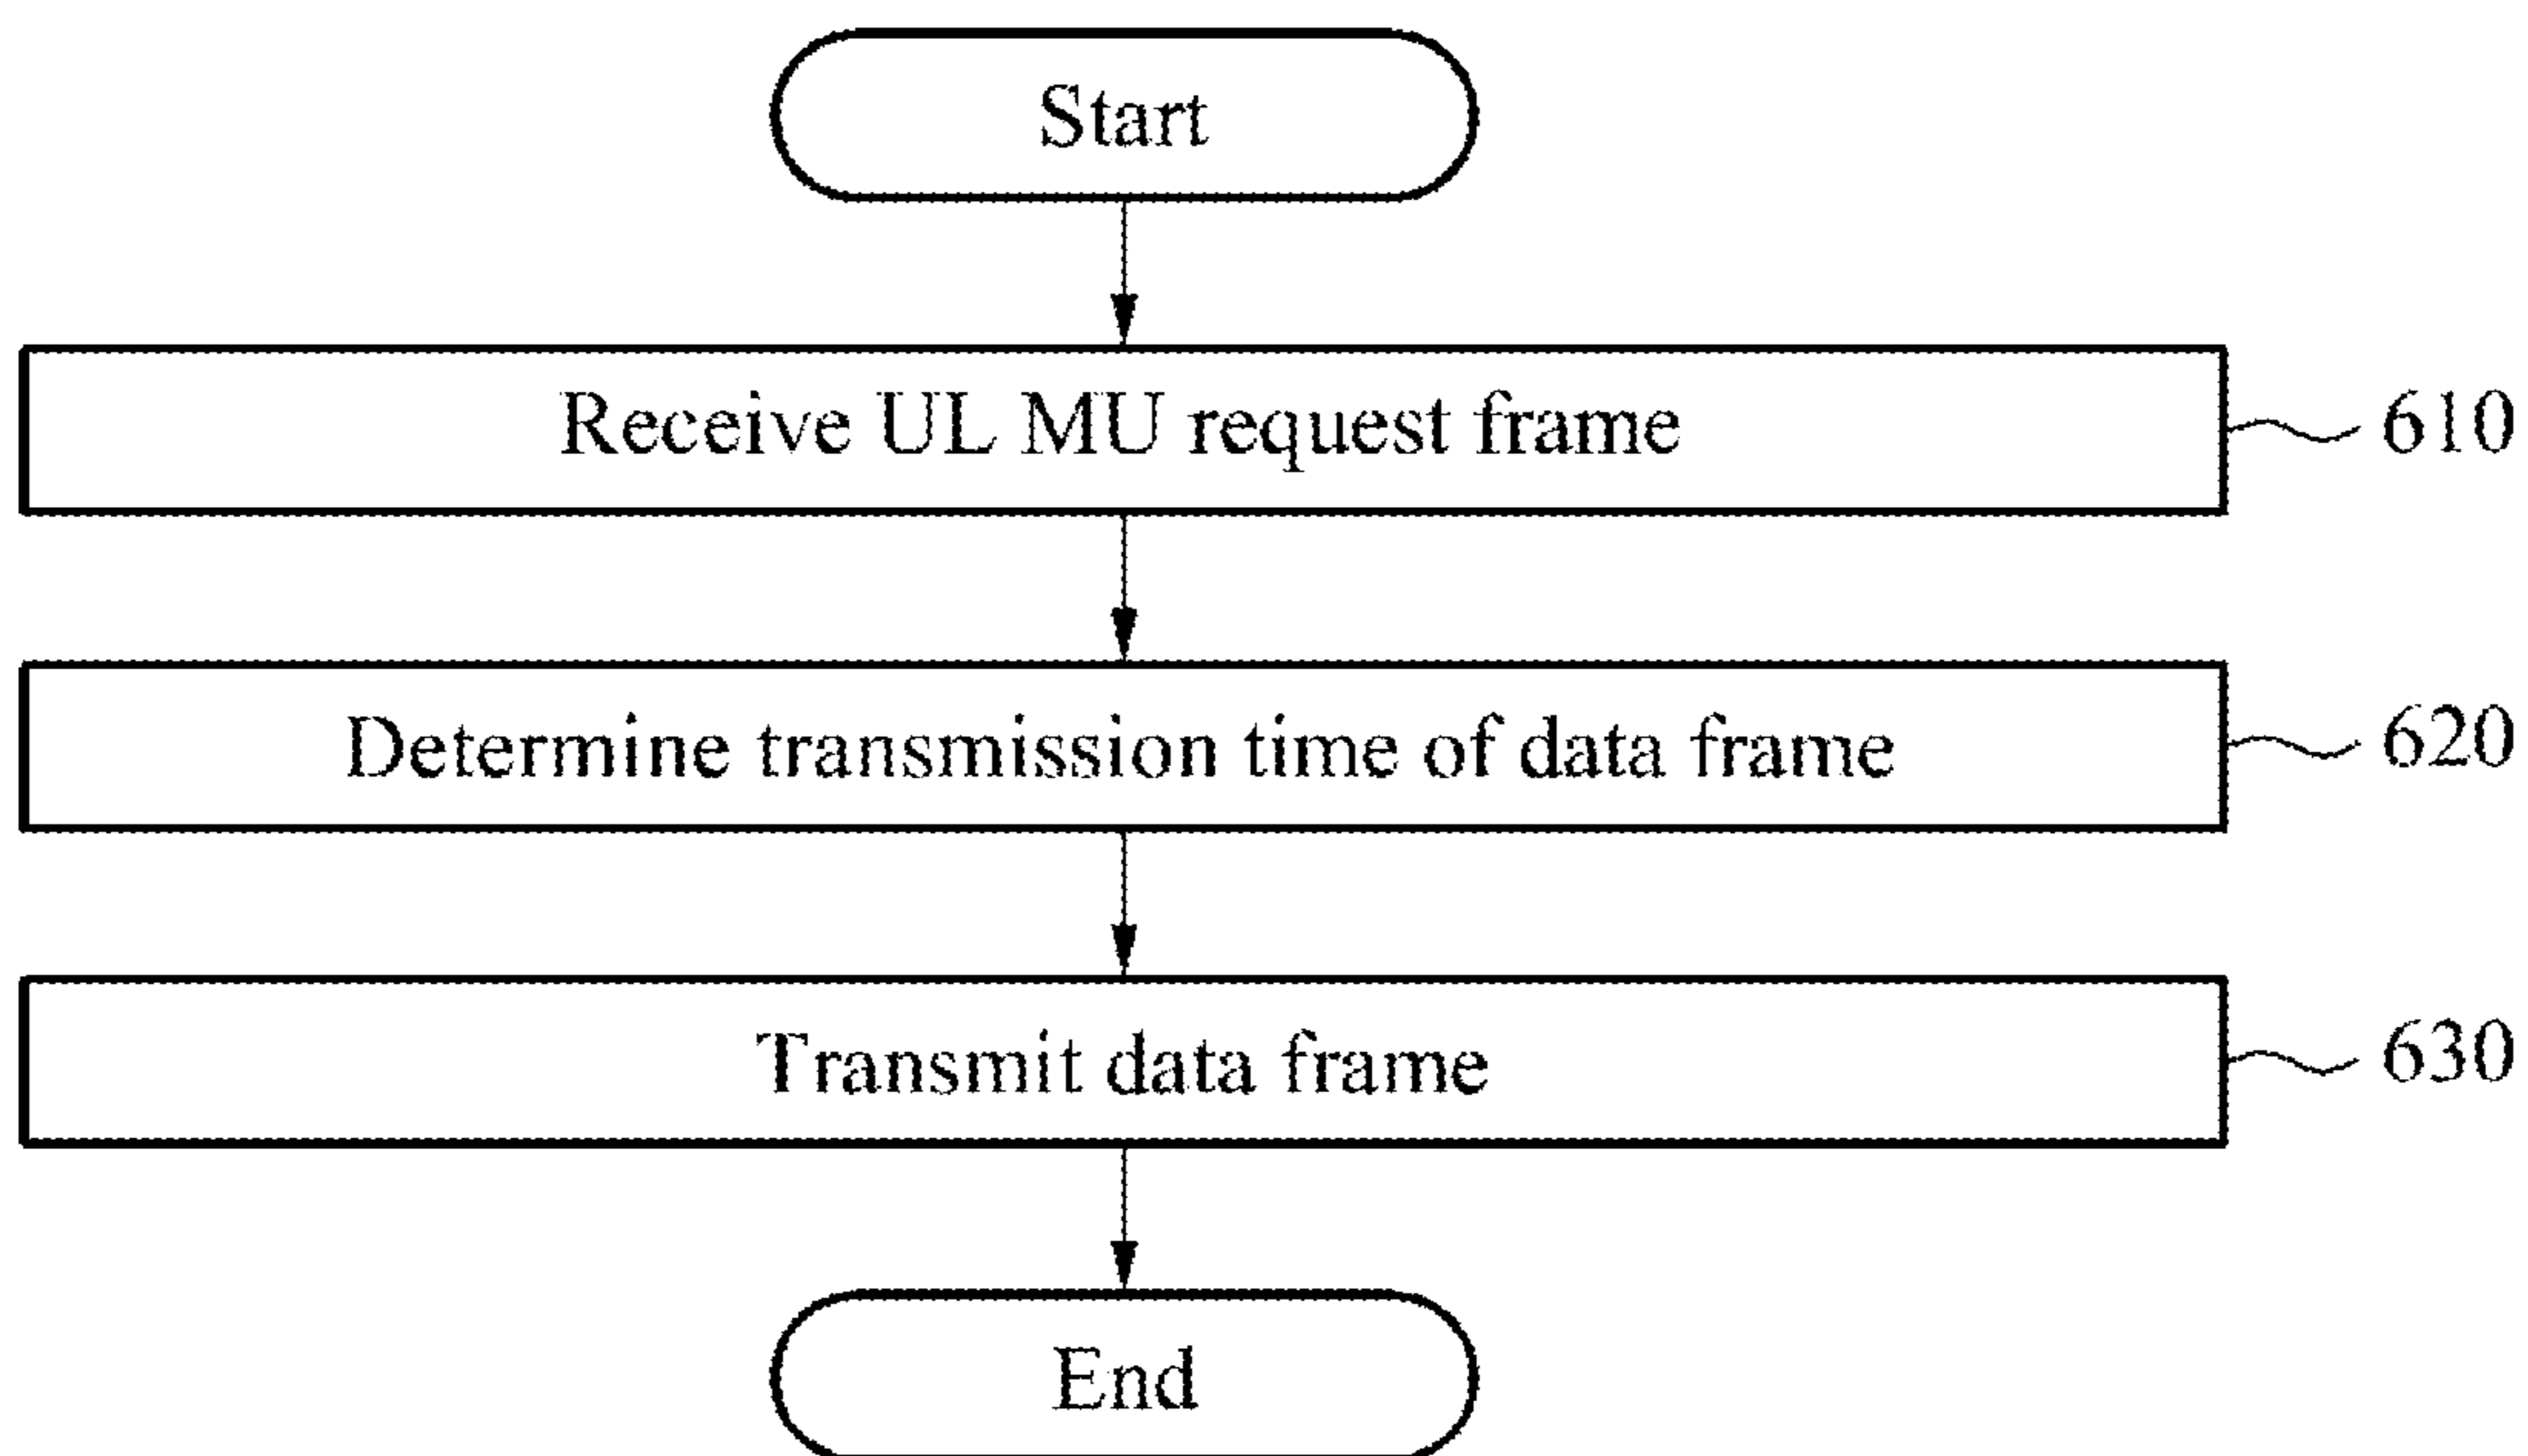 Start
Receive UL MU request frame 610
Determine transmission time of data frame 620
Transmit data frame 630
End